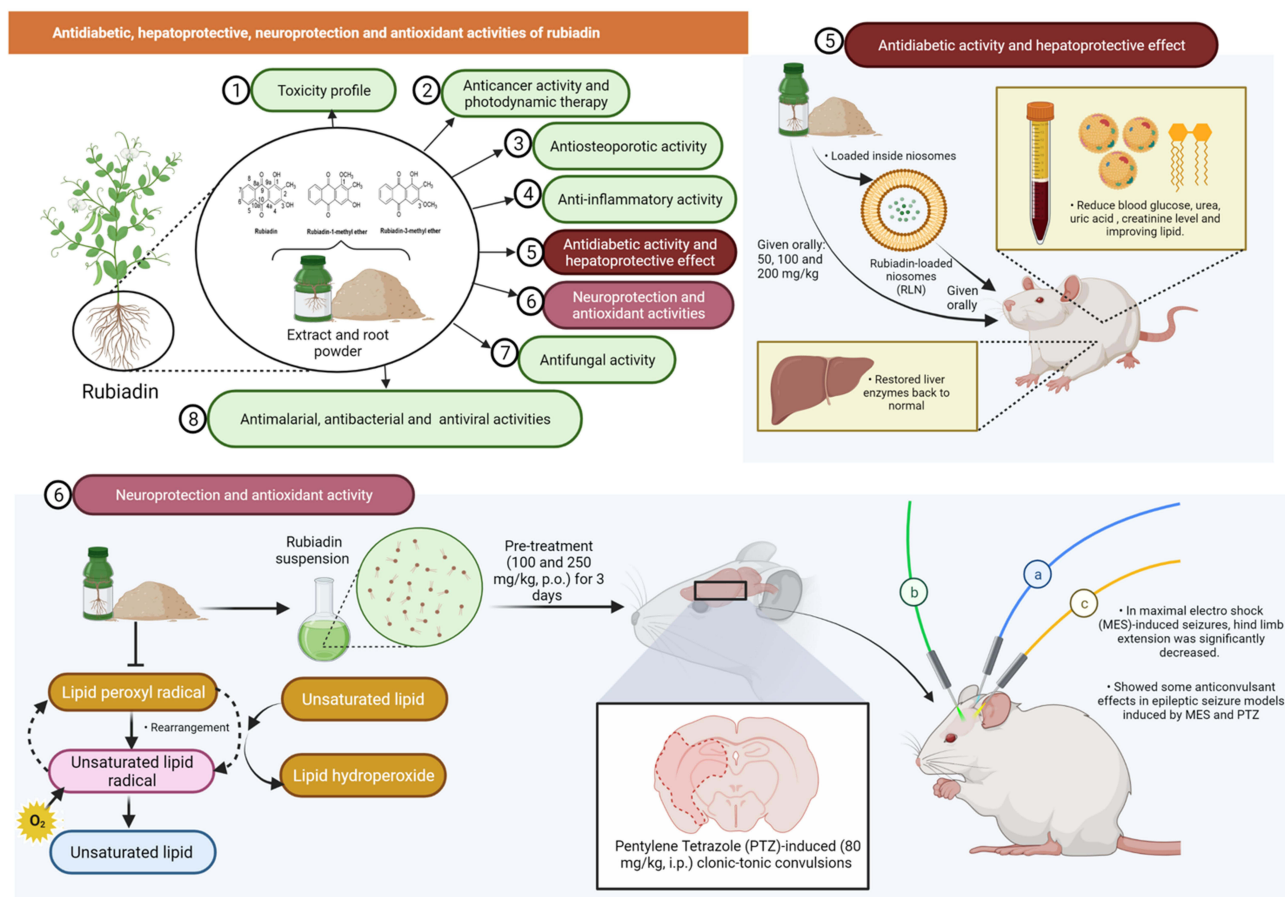 Antidiabetic, hepatoprotective, neuroprotection and antioxidant activities of rubiadin
1
Toxicity profile
2
Anticancer activity and
photodynamic therapy
3
Antiosteoporotic activity
4
Anti-inflammatory activity
5
Antidiabetic activity and
hepatoprotective effect
6
Neuroprotection and
antioxidant activities
7
Antifungal activity
8
Antimalarial, antibacterial and antiviral activities
Rubiadin
Rubiadin-1-methyl ether
Rubiadin-3-methyl ether
Extract and root
powder
Rubiadin
5
Antidiabetic activity and hepatoprotective effect
• Loaded inside niosomes
Given orally:
50, 100 and
200 mg/kg
Rubiadin-loaded
niosomes
(RLN)
Given
orally
• Reduce blood glucose, urea,
uric acid , creatinine level and
improving lipid.
• Restored liver
enzymes back to
normal
6
Neuroprotection and antioxidant activity
Rubiadin
suspension
Pre-treatment
(100 and 250
mg/kg, p.o.) for 3
days
Lipid peroxyl radical
• Rearrangement
Unsaturated lipid
radical
O₂
Unsaturated lipid
Unsaturated lipid
Lipid hydroperoxide
Pentylene Tetrazole (PTZ)-induced (80
mg/kg, i.p.) clonic-tonic convulsions
b
a
c
• In maximal electro shock
(MES)-induced seizures, hind limb
extension was significantly
decreased.
• Showed some anticonvulsant
effects in epileptic seizure models
induced by MES and PTZ